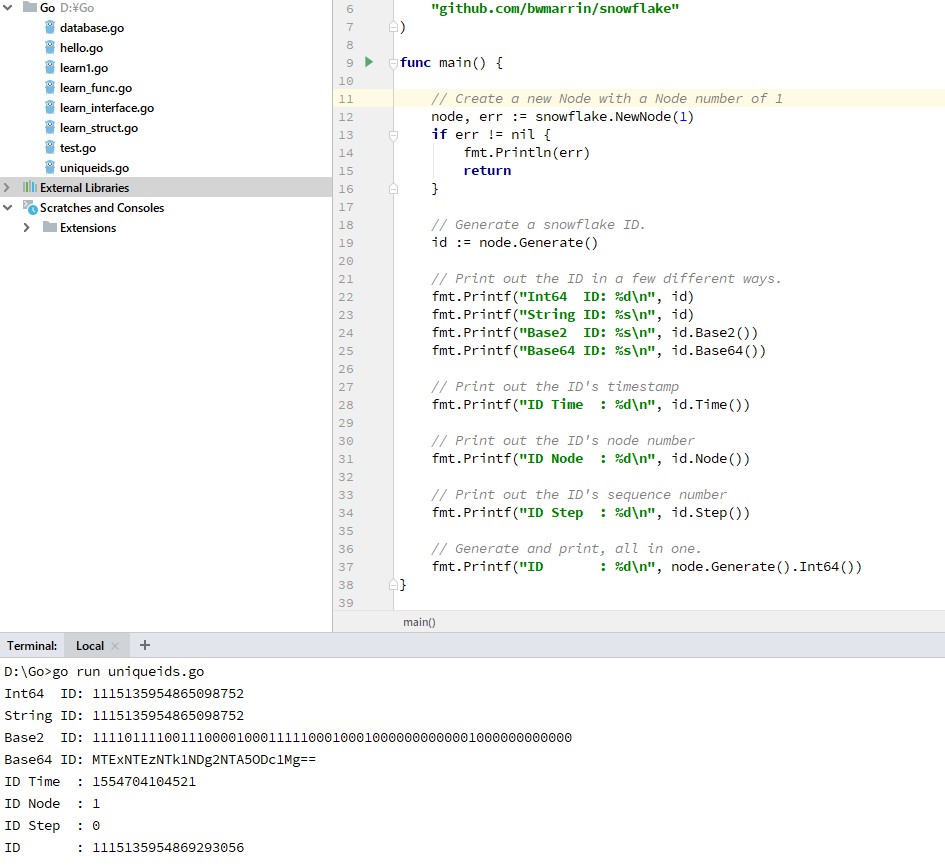 Go D:¥Go
database.go
hello.go
learn1.go
learn_func.go
learn_interface.go
learn_struct.go
test.go
uniqueids.go
External Libraries
Scratches and Consoles
Extensions
6 "github.com/bwmarrin/snowflake"
7 )
8
9 func main() {
10
11 // Create a new Node with a Node number of 1
12 node, err := snowflake.NewNode(1)
13 if err != nil {
14 fmt.Println(err)
15 return
16 }
17
18 // Generate a snowflake ID.
19 id := node.Generate()
20
21 // Print out the ID in a few different ways.
22 fmt.Printf("Int64  ID: %d\n", id)
23 fmt.Printf("String ID: %s\n", id)
24 fmt.Printf("Base2  ID: %s\n", id.Base2())
25 fmt.Printf("Base64 ID: %s\n", id.Base64())
26
27 // Print out the ID's timestamp
28 fmt.Printf("ID Time  : %d\n", id.Time())
29
30 // Print out the ID's node number
31 fmt.Printf("ID Node  : %d\n", id.Node())
32
33 // Print out the ID's sequence number
34 fmt.Printf("ID Step  : %d\n", id.Step())
35
36 // Generate and print, all in one.
37 fmt.Printf("ID       : %d\n", node.Generate().Int64())
38 }
39
main()
Terminal: Local × +
D:\Go>go run uniqueids.go
Int64  ID: 1115135954865098752
String ID: 1115135954865098752
Base2  ID: 111101111001110000100011111100010001000000000000001000000000000
Base64 ID: MTExNTEzNTk1NDg2NTA5ODc1Mg==
ID Time  : 1554704104521
ID Node  : 1
ID Step  : 0
ID       : 1115135954869293056